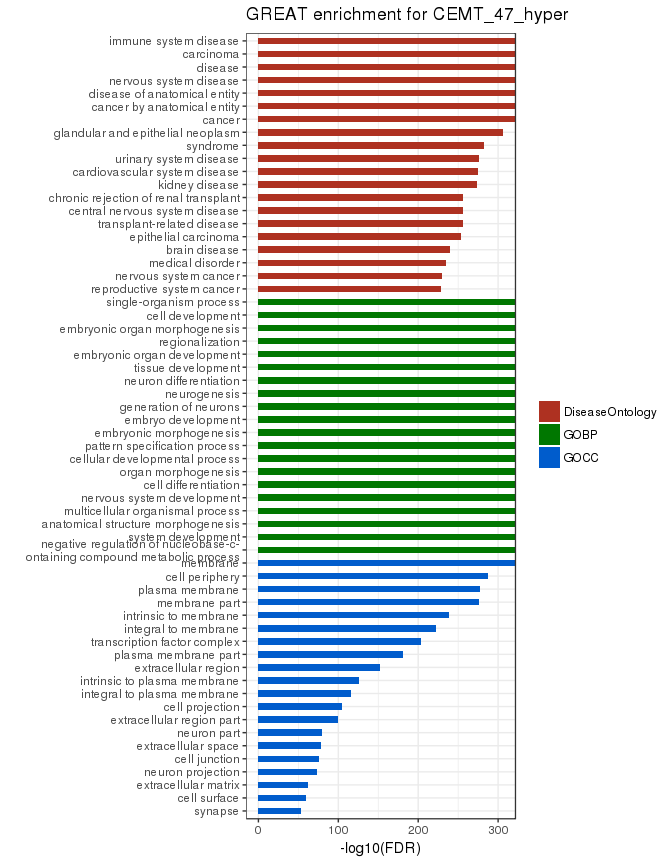 GREAT enrichment for CEMT_47_hyper
immune system disease
carcinoma
disease
nervous system disease
disease of anatomical entity
cancer by anatomical entity
cancer
glandular and epithelial neoplasm
syndrome
urinary system disease
cardiovascular system disease
kidney disease
chronic rejection of renal transplant
central nervous system disease
transplant-related disease
epithelial carcinoma
brain disease
medical disorder
nervous system cancer
reproductive system cancer
single-organism process
cell development
embryonic organ morphogenesis
regionalization
embryonic organ development
tissue development
neuron differentiation
neurogenesis
generation of neurons
embryo development
embryonic morphogenesis
pattern specification process
cellular developmental process
organ morphogenesis
cell differentiation
nervous system development
multicellular organismal process
anatomical structure morphogenesis
system development
negative regulation of nucleobase-c-
ontaining compound metabolic process
membrane
cell periphery
plasma membrane
membrane part
intrinsic to membrane
integral to membrane
transcription factor complex
plasma membrane part
extracellular region
intrinsic to plasma membrane
integral to plasma membrane
cell projection
extracellular region part
neuron part
extracellular space
cell junction
neuron projection
extracellular matrix
cell surface
synapse
0 100 200 300
-log10(FDR)
DiseaseOntology
GOBP
GOCC